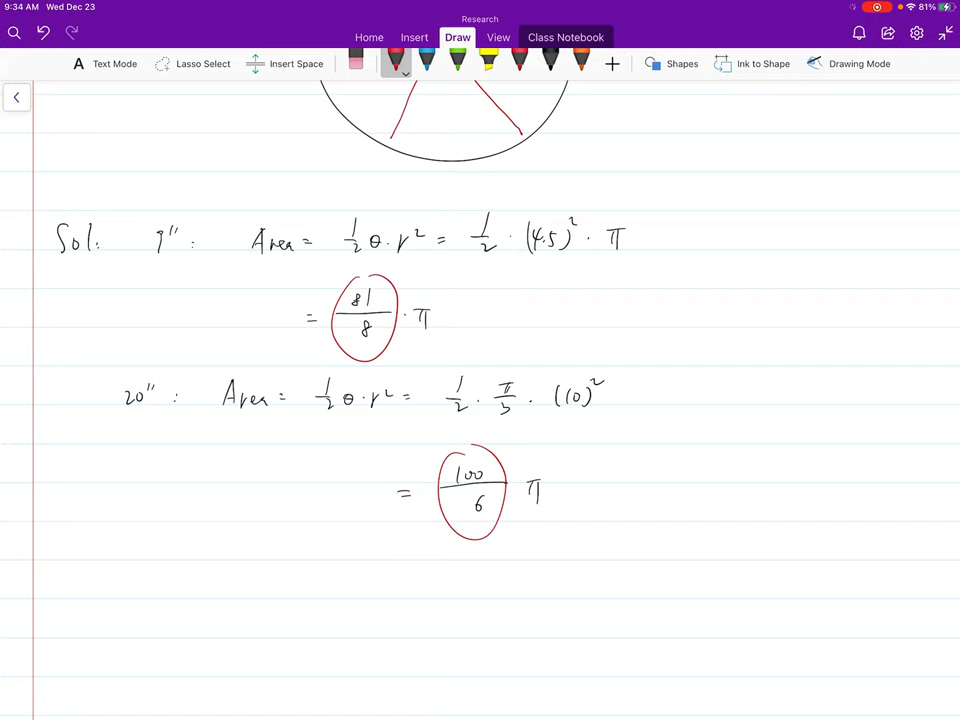 9:34 AM Wed Dec 23 81%
Research
Home Insert Draw View Class Notebook
Text Mode Lasso Select Insert Space Shapes Ink to Shape Drawing Mode
Sol: 9" : Area = 1/2 θ · r² = 1/2 · (4.5)² · π
= 81/8 · π
20" : Area = 1/2 θ · r² = 1/2 · π/3 · (10)²
= 100/6 π